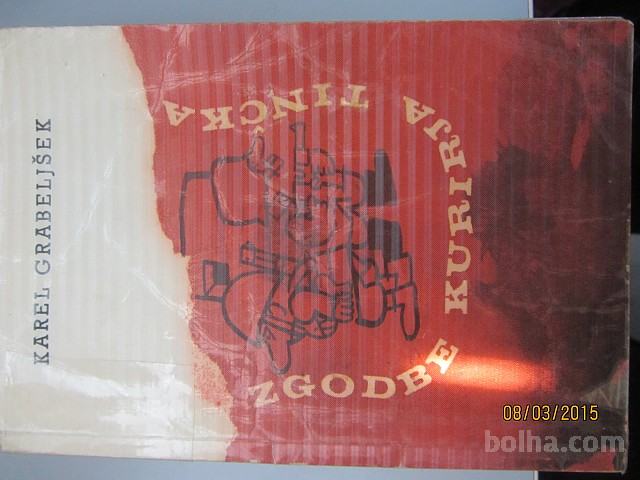 KAREL GRABELJŠEK
ZGODBE KURIRJA TINČKA
08/03/2015
bolha.com